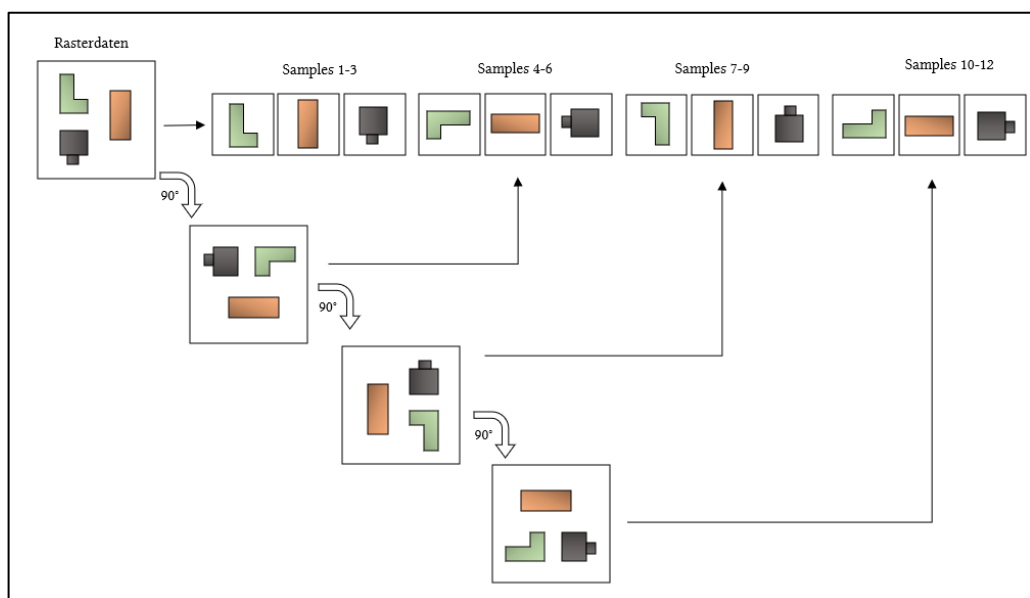 Rasterdaten
Samples 1-3
Samples 4-6
Samples 7-9
Samples 10-12
90°
90°
90°